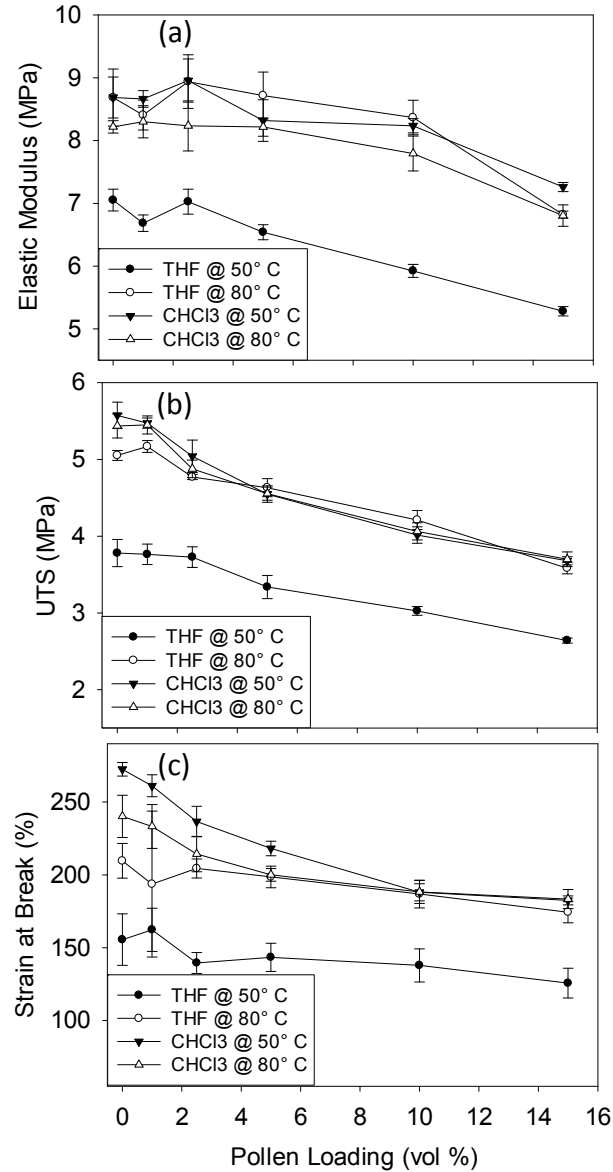 (a)
10
9
8
7
6
5
Elastic Modulus (MPa)
THF @ 50° C
THF @ 80° C
CHCl3 @ 50° C
CHCl3 @ 80° C
(b)
6
5
4
3
2
UTS (MPa)
THF @ 50° C
THF @ 80° C
CHCl3 @ 50° C
CHCl3 @ 80° C
(c)
250
200
150
100
Strain at Break (%)
THF @ 50° C
THF @ 80° C
CHCl3 @ 50° C
CHCl3 @ 80° C
0 2 4 6 8 10 12 14 16
Pollen Loading (vol %)